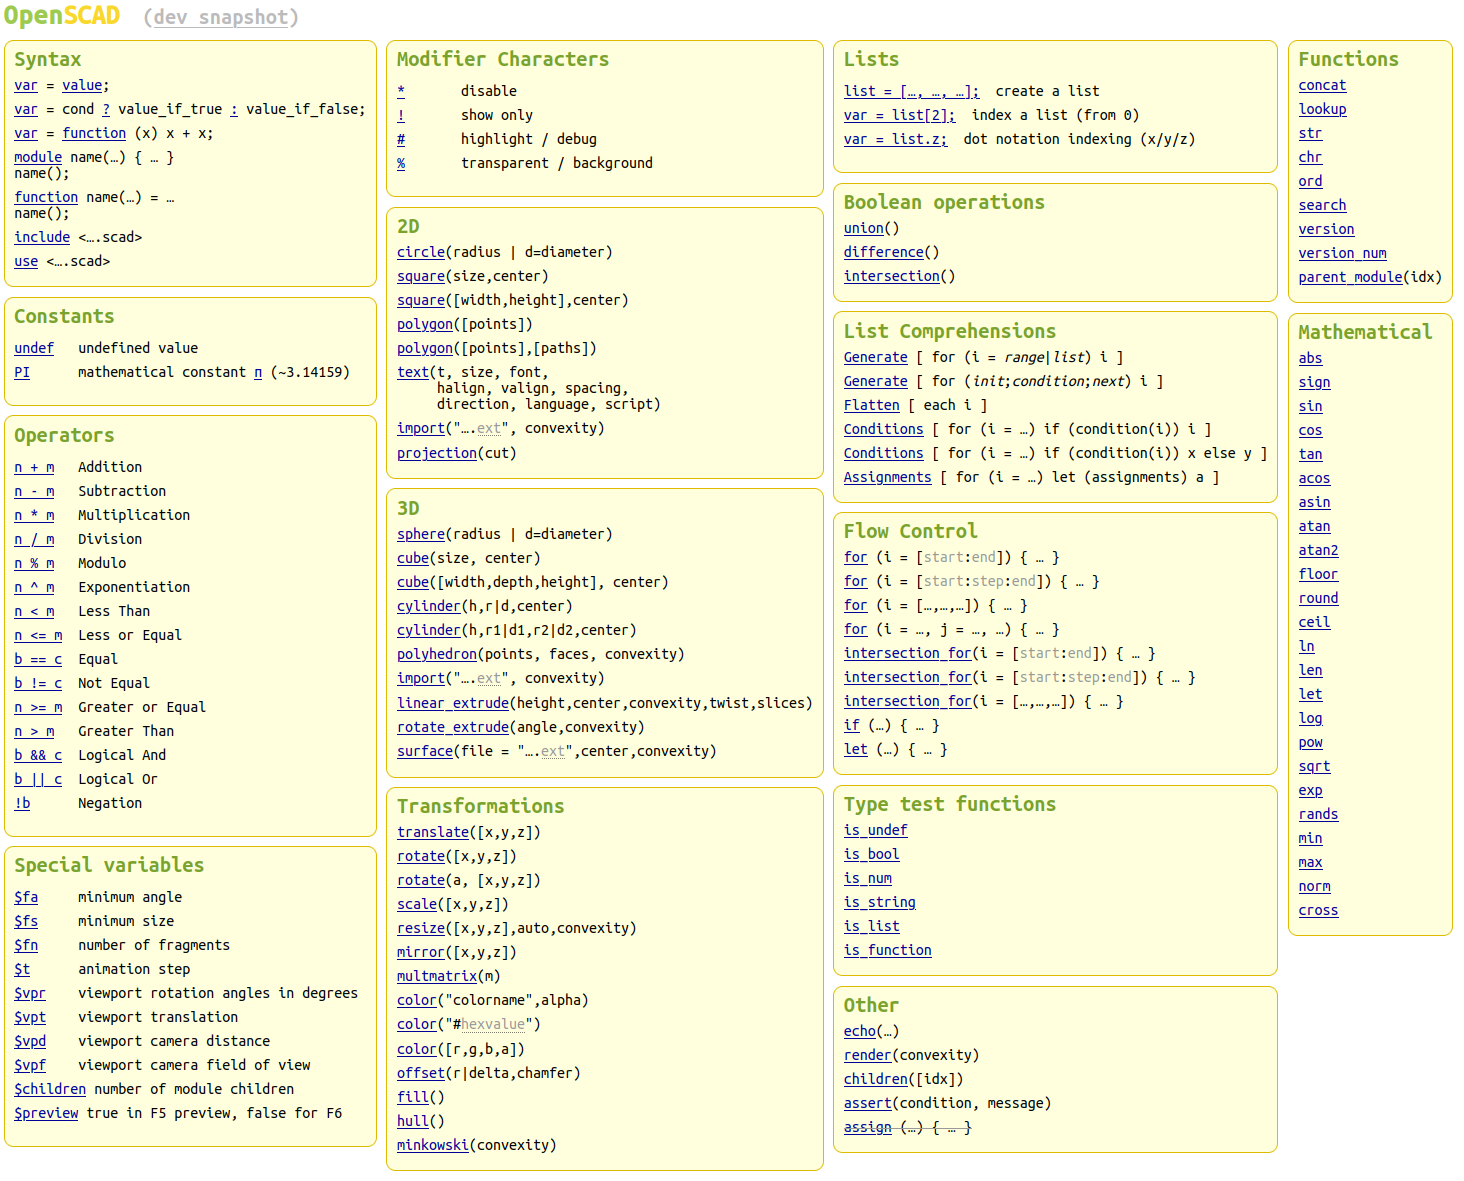 OpenSCAD (dev snapshot)
Syntax
var = value;
var = cond ? value_if_true : value_if_false;
var = function (x) x + x;
module name(…) { … }
name();
function name(…) = …
name();
include <….scad>
use <….scad>
Constants
undef undefined value
PI mathematical constant π (~3.14159)
Operators
n + m Addition
n - m Subtraction
n * m Multiplication
n / m Division
n % m Modulo
n ^ m Exponentiation
n < m Less Than
n <= m Less or Equal
b == c Equal
b != c Not Equal
n >= m Greater or Equal
n > m Greater Than
b && c Logical And
b || c Logical Or
!b Negation
Special variables
$fa minimum angle
$fs minimum size
$fn number of fragments
$t animation step
$vpr viewport rotation angles in degrees
$vpt viewport translation
$vpd viewport camera distance
$vpf viewport camera field of view
$children number of module children
$preview true in F5 preview, false for F6
Modifier Characters
* disable
! show only
# highlight / debug
% transparent / background
2D
circle(radius | d=diameter)
square(size,center)
square([width,height],center)
polygon([points])
polygon([points],[paths])
text(t, size, font,
halign, valign, spacing,
direction, language, script)
import("….ext", convexity)
projection(cut)
3D
sphere(radius | d=diameter)
cube(size, center)
cube([width,depth,height], center)
cylinder(h,r|d,center)
cylinder(h,r1|d1,r2|d2,center)
polyhedron(points, faces, convexity)
import("….ext", convexity)
linear_extrude(height,center,convexity,twist,slices)
rotate_extrude(angle,convexity)
surface(file = "….ext",center,convexity)
Transformations
translate([x,y,z])
rotate([x,y,z])
rotate(a, [x,y,z])
scale([x,y,z])
resize([x,y,z],auto,convexity)
mirror([x,y,z])
multmatrix(m)
color("colorname",alpha)
color("#hexvalue")
color([r,g,b,a])
offset(r|delta,chamfer)
fill()
hull()
minkowski(convexity)
Lists
list = […, …, …]; create a list
var = list[2]; index a list (from 0)
var = list.z; dot notation indexing (x/y/z)
Boolean operations
union()
difference()
intersection()
List Comprehensions
Generate [ for (i = range|list) i ]
Generate [ for (init;condition;next) i ]
Flatten [ each i ]
Conditions [ for (i = …) if (condition(i)) i ]
Conditions [ for (i = …) if (condition(i)) x else y ]
Assignments [ for (i = …) let (assignments) a ]
Flow Control
for (i = [start:end]) { … }
for (i = [start:step:end]) { … }
for (i = […,…,…]) { … }
for (i = …, j = …, …) { … }
intersection_for(i = [start:end]) { … }
intersection_for(i = [start:step:end]) { … }
intersection_for(i = […,…,…]) { … }
if (…) { … }
let (…) { … }
Type test functions
is_undef
is_bool
is_num
is_string
is_list
is_function
Other
echo(…)
render(convexity)
children([idx])
assert(condition, message)
assign (…) { … }
Functions
concat
lookup
str
chr
ord
search
version
version_num
parent_module(idx)
Mathematical
abs
sign
sin
cos
tan
acos
asin
atan
atan2
floor
round
ceil
ln
len
let
log
pow
sqrt
exp
rands
min
max
norm
cross